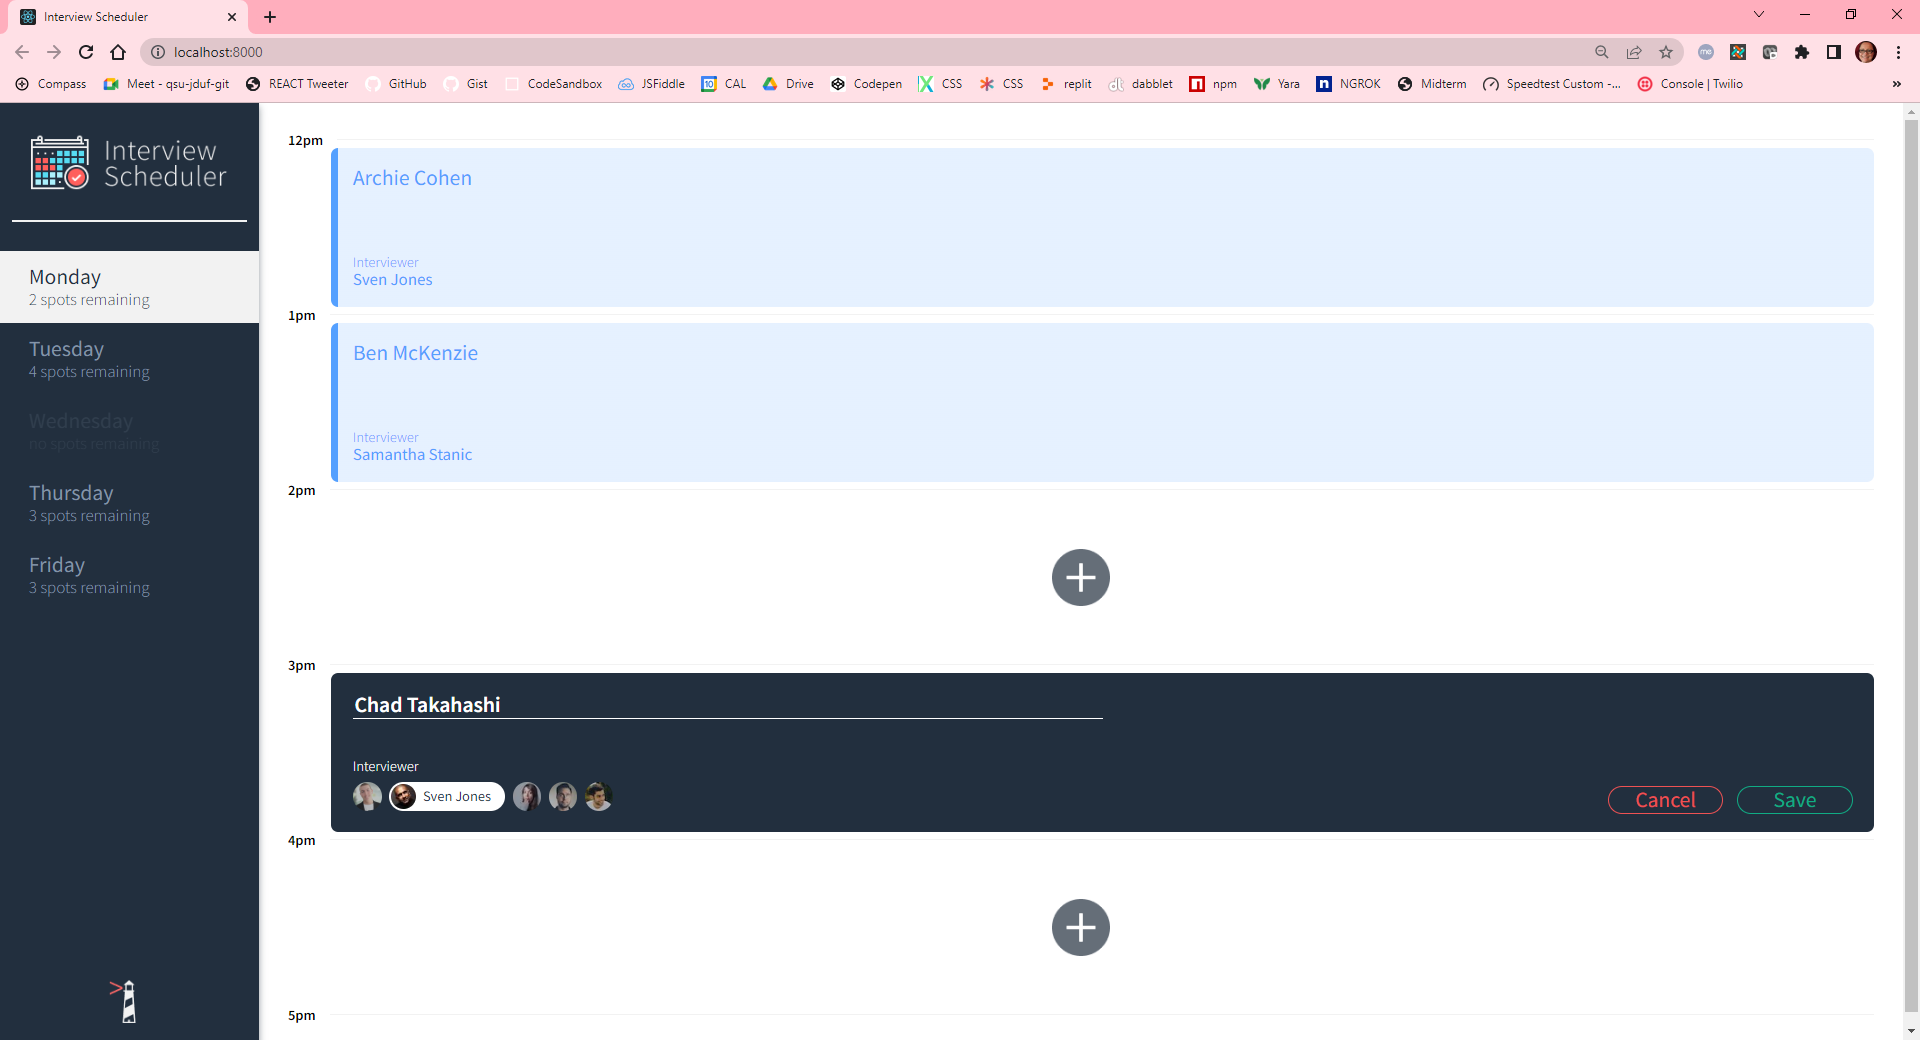 Interview Scheduler
localhost:8000
Compass
Meet - qsu-jduf-git
REACT Tweeter
GitHub
Gist
CodeSandbox
JSFiddle
10
CAL
Drive
Codepen
CSS
CSS
replit
dabblet
npm
Yara
NGROK
Midterm
Speedtest Custom -...
Console | Twilio
»
Interview
Scheduler
Monday
2 spots remaining
Tuesday
4 spots remaining
Wednesday
no spots remaining
Thursday
3 spots remaining
Friday
3 spots remaining
12pm
Archie Cohen
Interviewer
Sven Jones
1pm
Ben McKenzie
Interviewer
Samantha Stanic
2pm
3pm
Chad Takahashi
Interviewer
Sven Jones
Cancel
Save
4pm
5pm